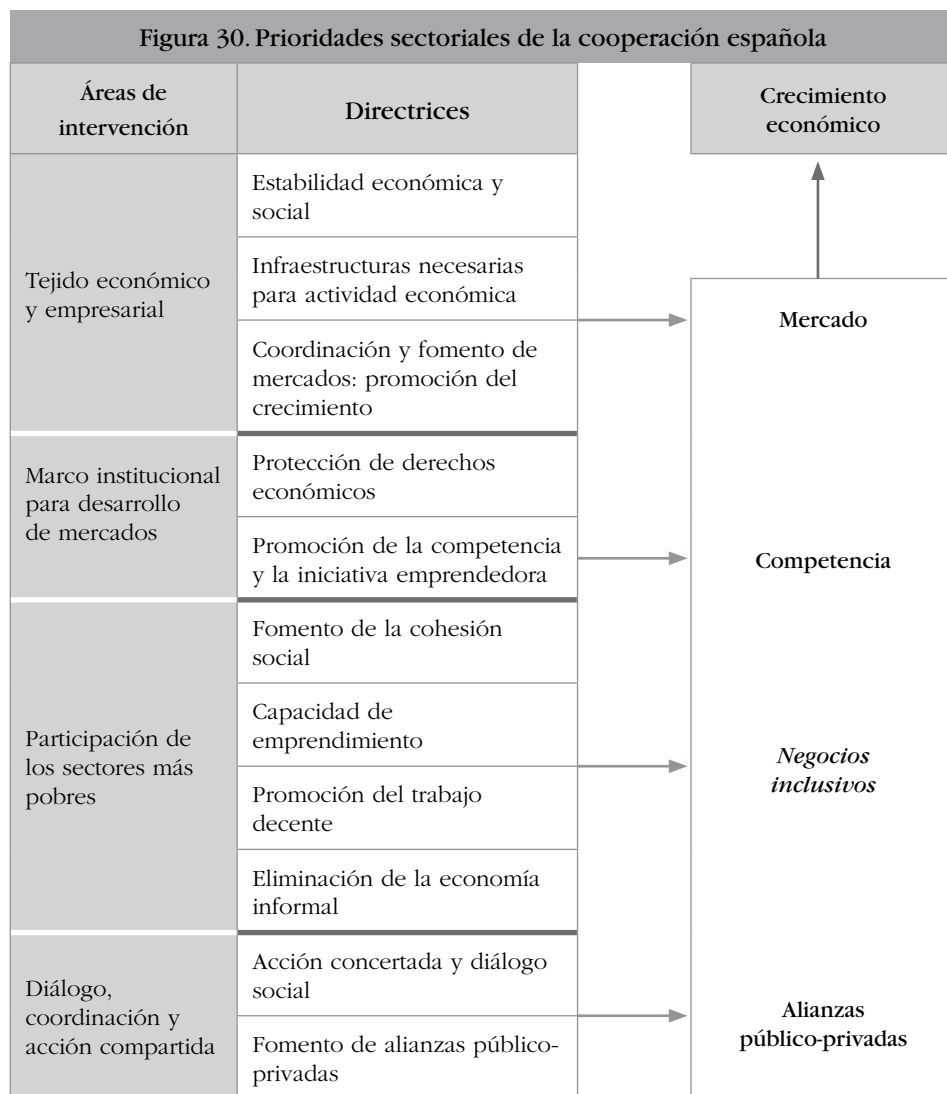 Figura 30. Prioridades sectoriales de la cooperación española
Áreas de
intervención
Directrices
Crecimiento
económico
Tejido económico
y empresarial
Estabilidad económica y
social
Infraestructuras necesarias
para actividad económica
Coordinación y fomento de
mercados: promoción del
crecimiento
Mercado
Marco institucional
para desarrollo
de mercados
Protección de derechos
económicos
Promoción de la competencia
y la iniciativa emprendedora
Competencia
Participación de
los sectores más
pobres
Fomento de la cohesión
social
Capacidad de
emprendimiento
Promoción del trabajo
decente
Eliminación de la economía
informal
Negocios
inclusivos
Diálogo,
coordinación y
acción compartida
Acción concertada y diálogo
social
Fomento de alianzas público-
privadas
Alianzas
público-privadas